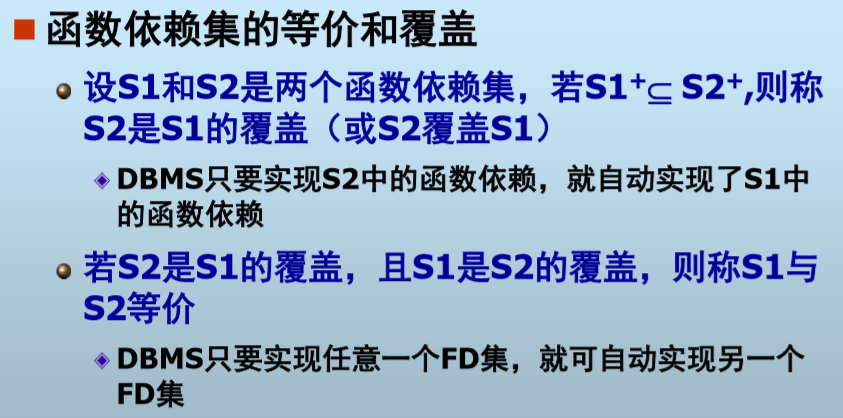 函数依赖集的等价和覆盖
设S1和S2是两个函数依赖集，若S1⁺⊆ S2⁺,则称
S2是S1的覆盖（或S2覆盖S1）
DBMS只要实现S2中的函数依赖，就自动实现了S1中
的函数依赖
若S2是S1的覆盖，且S1是S2的覆盖，则称S1与
S2等价
DBMS只要实现任意一个FD集，就可自动实现另一个
FD集